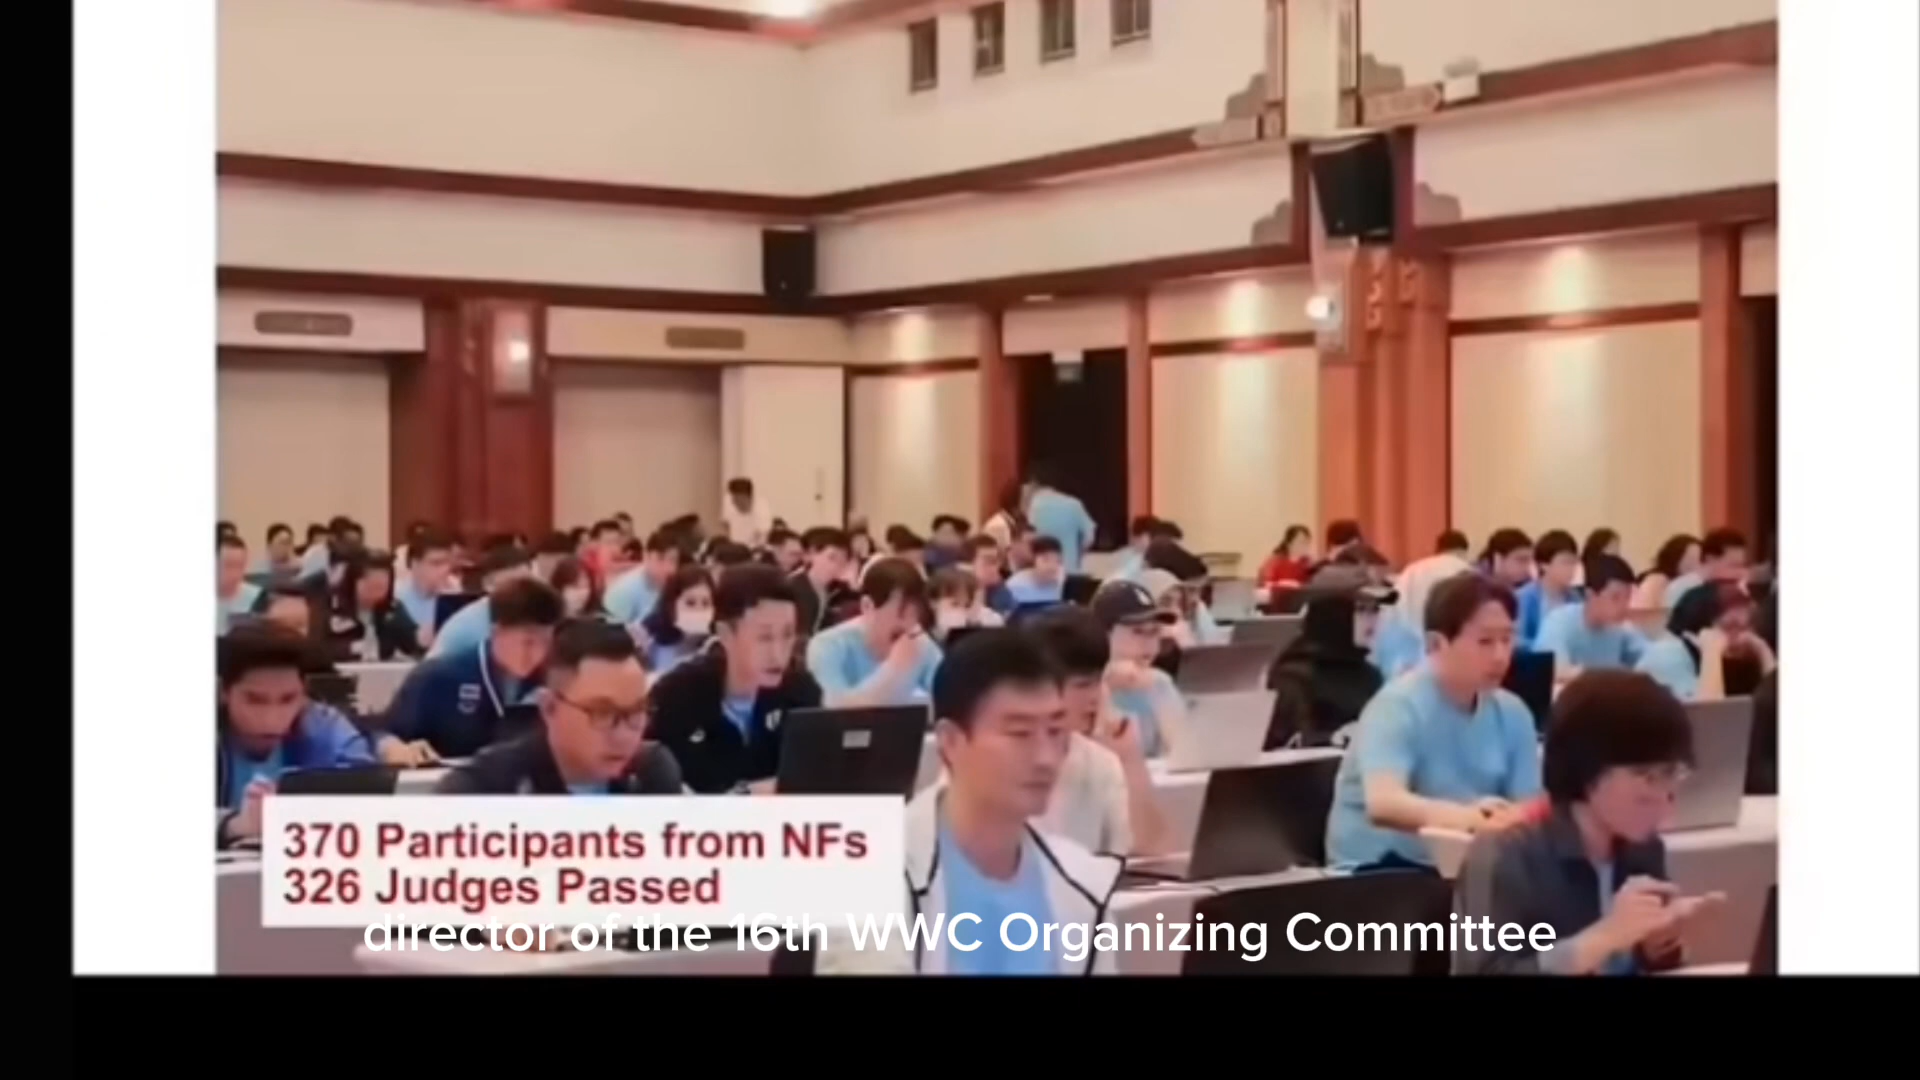 370 Participants from NFs
326 Judges Passed
director of the 16th WWC Organizing Committee